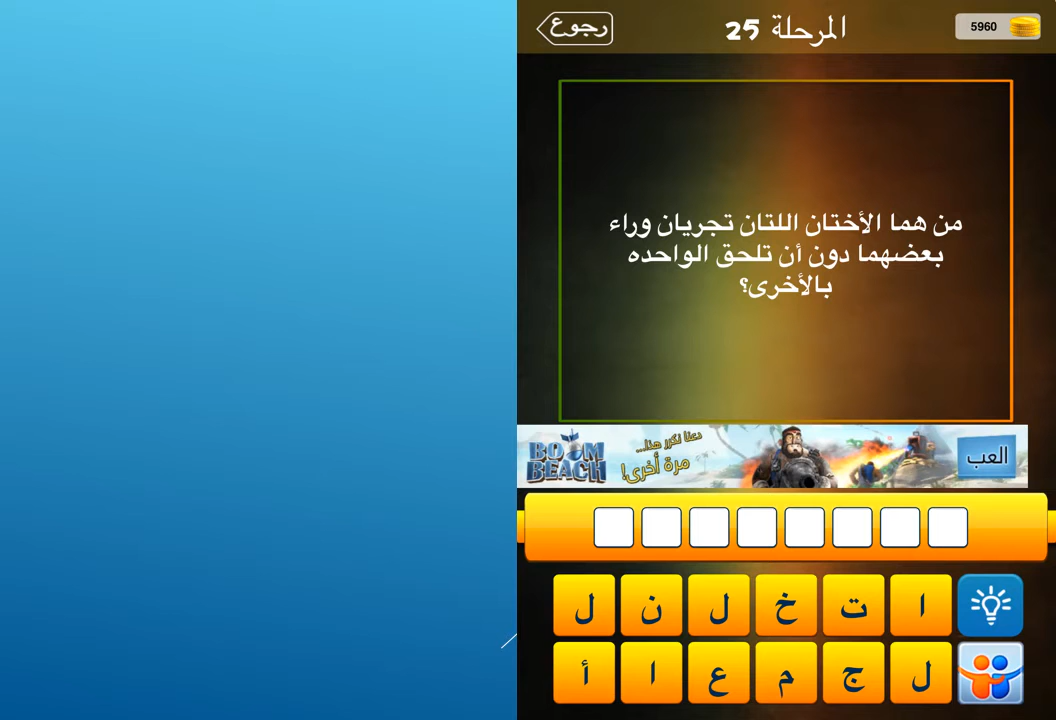 رجوع
المرحلة 25
5960
من هما الأختان اللتان تجريان وراء
بعضهما دون أن تلحق الواحده
بالأخرى؟
BOOM
BEACH
دعنا نكرر هذا...
مرة أخرى!
العب
ا ت خ ل ن ل
ل ج م ع ا أ